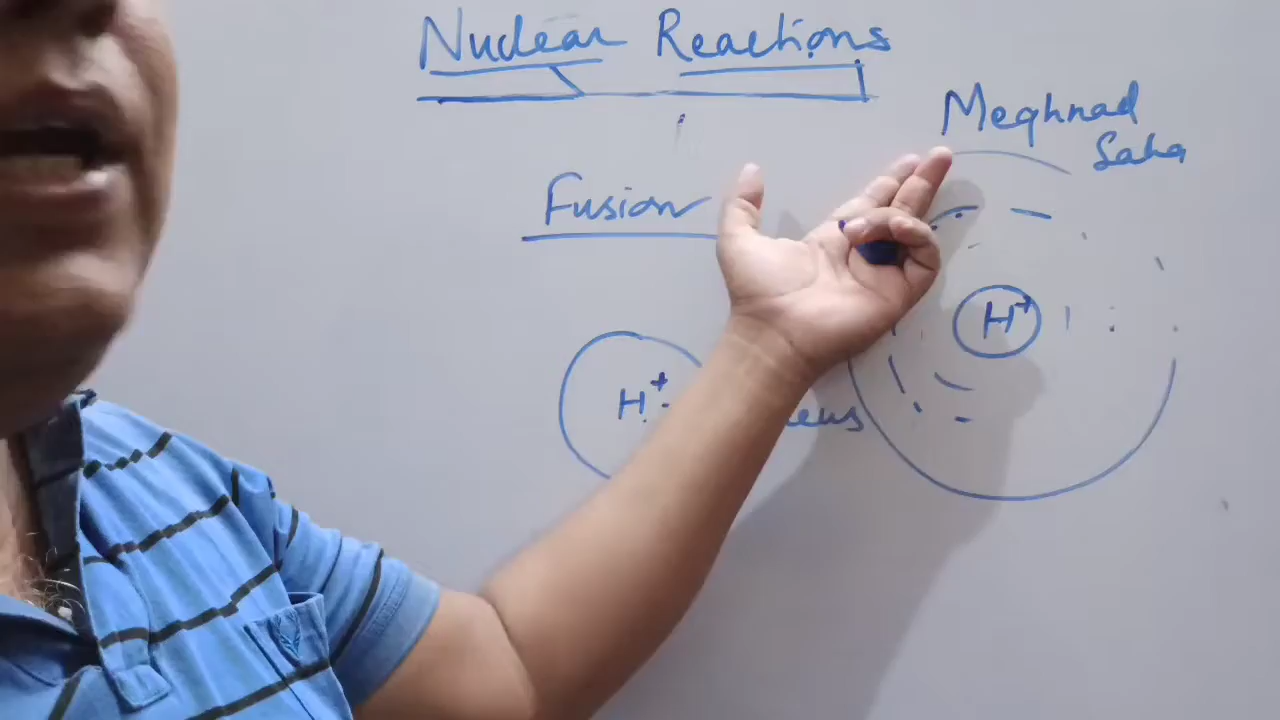 Nuclear Reactions
Meghnad
Saha
Fusion
H+
H+